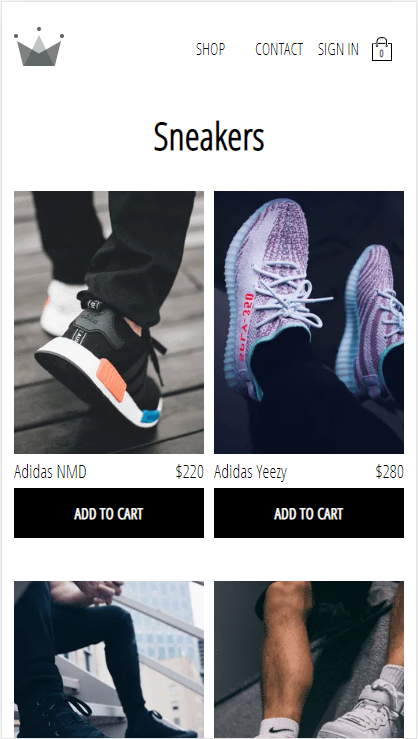 SHOP CONTACT SIGN IN 0
Sneakers
Adidas NMD $220 Adidas Yeezy $280
ADD TO CART ADD TO CART